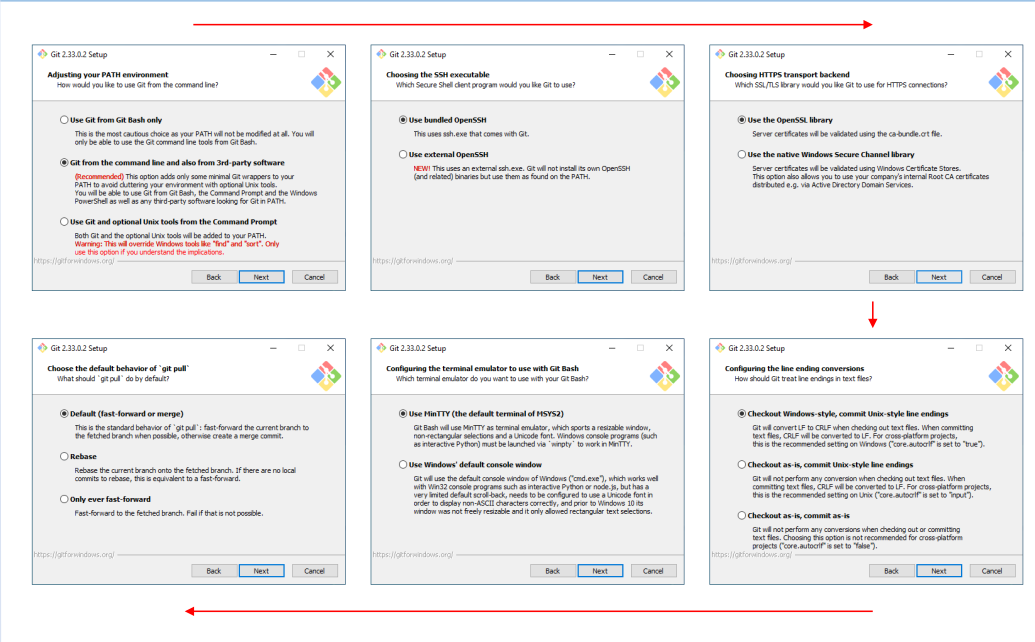 Git 2.33.0.2 Setup
Adjusting your PATH environment
How would you like to use Git from the command line?
Use Git from Git Bash only
This is the most cautious choice as your PATH will not be modified at all. You will
only be able to use the Git command line tools from Git Bash.
Git from the command line and also from 3rd-party software
(Recommended) This option adds only some minimal Git wrappers to your
PATH to avoid cluttering your environment with optional Unix tools.
You will be able to use Git from Git Bash, the Command Prompt and the Windows
PowerShell as well as any third-party software looking for Git in PATH.
Use Git and optional Unix tools from the Command Prompt
Both Git and the optional Unix tools will be added to your PATH.
Warning: This will override Windows tools like "find" and "sort". Only
use this option if you understand the implications.
https://gitforwindows.org/
Back Next Cancel
Git 2.33.0.2 Setup
Choosing the SSH executable
Which Secure Shell client program would you like Git to use?
Use bundled OpenSSH
This uses ssh.exe that comes with Git.
Use external OpenSSH
NEW! This uses an external ssh.exe. Git will not install its own OpenSSH
(and related) binaries but use them as found on the PATH.
https://gitforwindows.org/
Back Next Cancel
Git 2.33.0.2 Setup
Choosing HTTPS transport backend
Which SSL/TLS library would you like Git to use for HTTPS connections?
Use the OpenSSL library
Server certificates will be validated using the ca-bundle.crt file.
Use the native Windows Secure Channel library
Server certificates will be validated using Windows Certificate Stores.
This option also allows you to use your company's internal Root CA certificates
distributed e.g. via Active Directory Domain Services.
https://gitforwindows.org/
Back Next Cancel
Git 2.33.0.2 Setup
Choose the default behavior of `git pull`
What should `git pull` do by default?
Default (fast-forward or merge)
This is the standard behavior of `git pull`: fast-forward the current branch to
the fetched branch when possible, otherwise create a merge commit.
Rebase
Rebase the current branch onto the fetched branch. If there are no local
commits to rebase, this is equivalent to a fast-forward.
Only ever fast-forward
Fast-forward to the fetched branch. Fail if that is not possible.
https://gitforwindows.org/
Back Next Cancel
Git 2.33.0.2 Setup
Configuring the terminal emulator to use with Git Bash
Which terminal emulator do you want to use with your Git Bash?
Use MinTTY (the default terminal of MSYS2)
Git Bash will use MinTTY as terminal emulator, which sports a resizable window,
non-rectangular selections and a Unicode font. Windows console programs (such
as interactive Python) must be launched via `winpty` to work in MinTTY.
Use Windows' default console window
Git will use the default console window of Windows ("cmd.exe"), which works well
with Win32 console programs such as interactive Python or node.js, but has a
very limited default scroll-back, needs to be configured to use a Unicode font in
order to display non-ASCII characters correctly, and prior to Windows 10 its
window was not freely resizable and it only allowed rectangular text selections.
https://gitforwindows.org/
Back Next Cancel
Git 2.33.0.2 Setup
Configuring the line ending conversions
How should Git treat line endings in text files?
Checkout Windows-style, commit Unix-style line endings
Git will convert LF to CRLF when checking out text files. When committing
text files, CRLF will be converted to LF. For cross-platform projects,
this is the recommended setting on Windows ("core.autocrlf" is set to "true").
Checkout as-is, commit Unix-style line endings
Git will not perform any conversion when checking out text files. When
committing text files, CRLF will be converted to LF. For cross-platform projects,
this is the recommended setting on Unix ("core.autocrlf" is set to "input").
Checkout as-is, commit as-is
Git will not perform any conversions when checking out or committing
text files. Choosing this option is not recommended for cross-platform
projects ("core.autocrlf" is set to "false").
https://gitforwindows.org/
Back Next Cancel